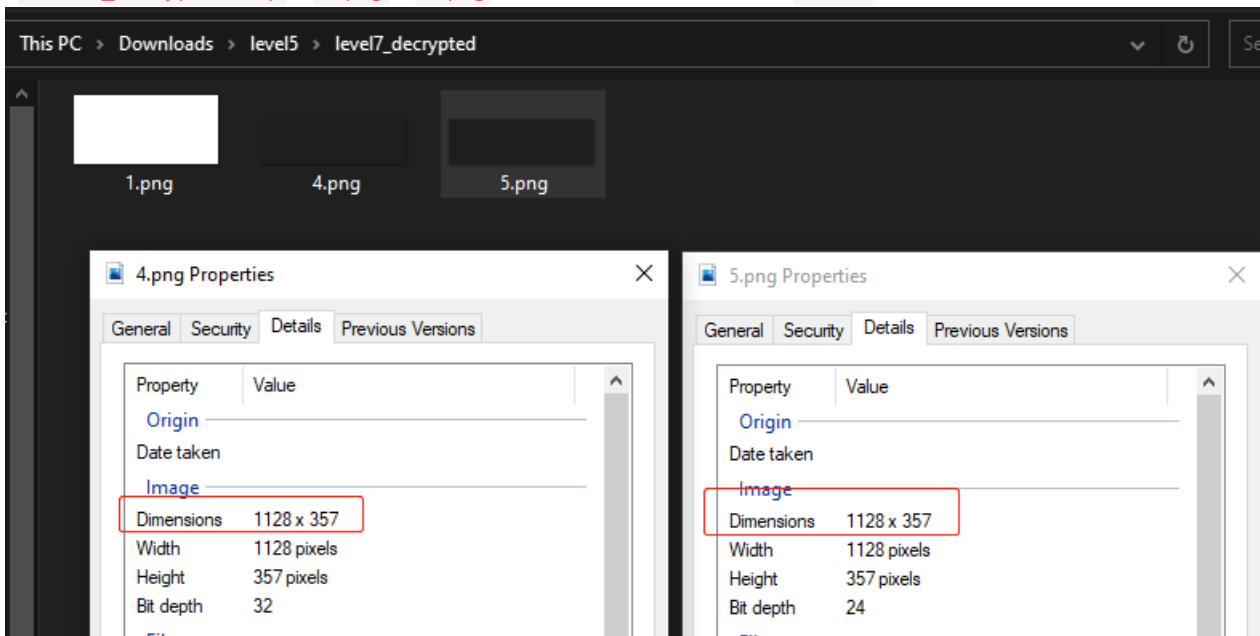 This PC > Downloads > level5 > level7_decrypted
Se
1.png 4.png 5.png
4.png Properties
General Security Details Previous Versions
Property Value
Origin
Date taken
Image
Dimensions 1128 x 357
Width 1128 pixels
Height 357 pixels
Bit depth 32
5.png Properties
General Security Details Previous Versions
Property Value
Origin
Date taken
Image
Dimensions 1128 x 357
Width 1128 pixels
Height 357 pixels
Bit depth 24